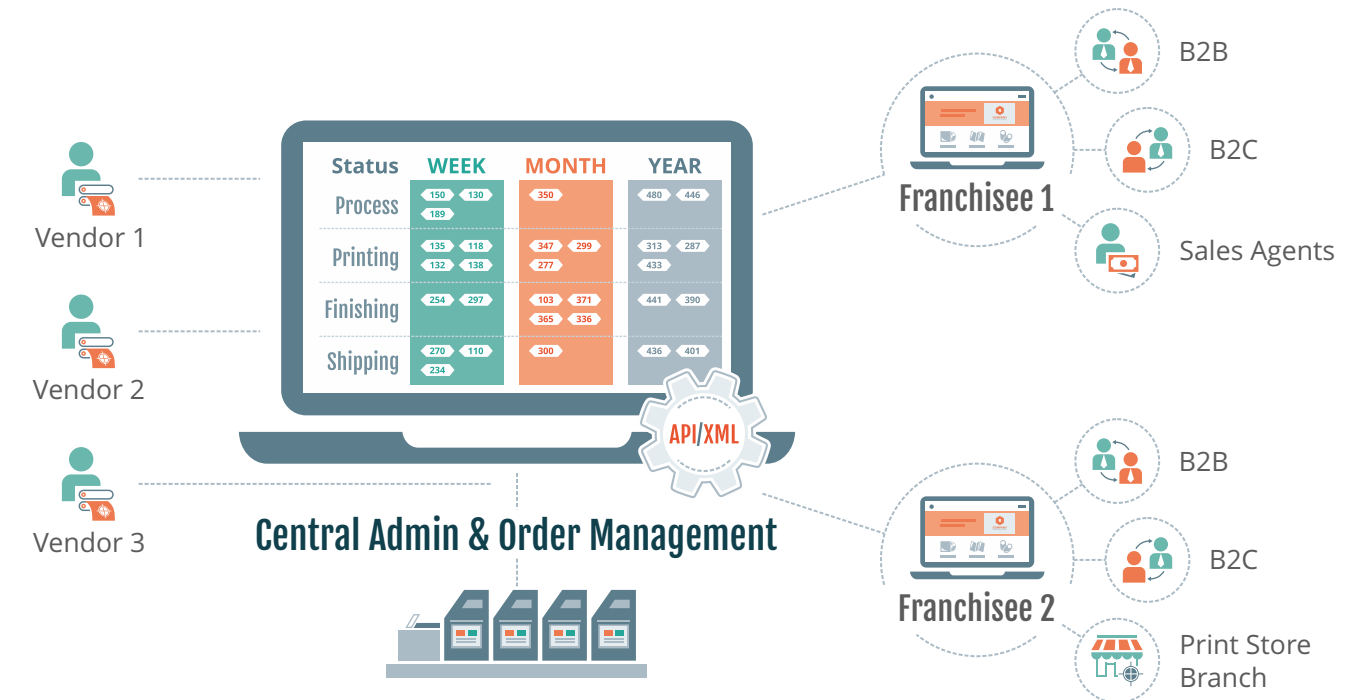 B2B
B2C
Franchisee 1
Sales Agents
Vendor 1
Vendor 2
Vendor 3
Status WEEK MONTH YEAR
Process 150 130 350 480 446
189
Printing 135 118 347 299 313 287
132 138 277 433
Finishing 254 297 103 371 441 390
365 336
Shipping 270 110 300 436 401
234
API/XML
Central Admin & Order Management
B2B
B2C
Franchisee 2
Print Store
Branch